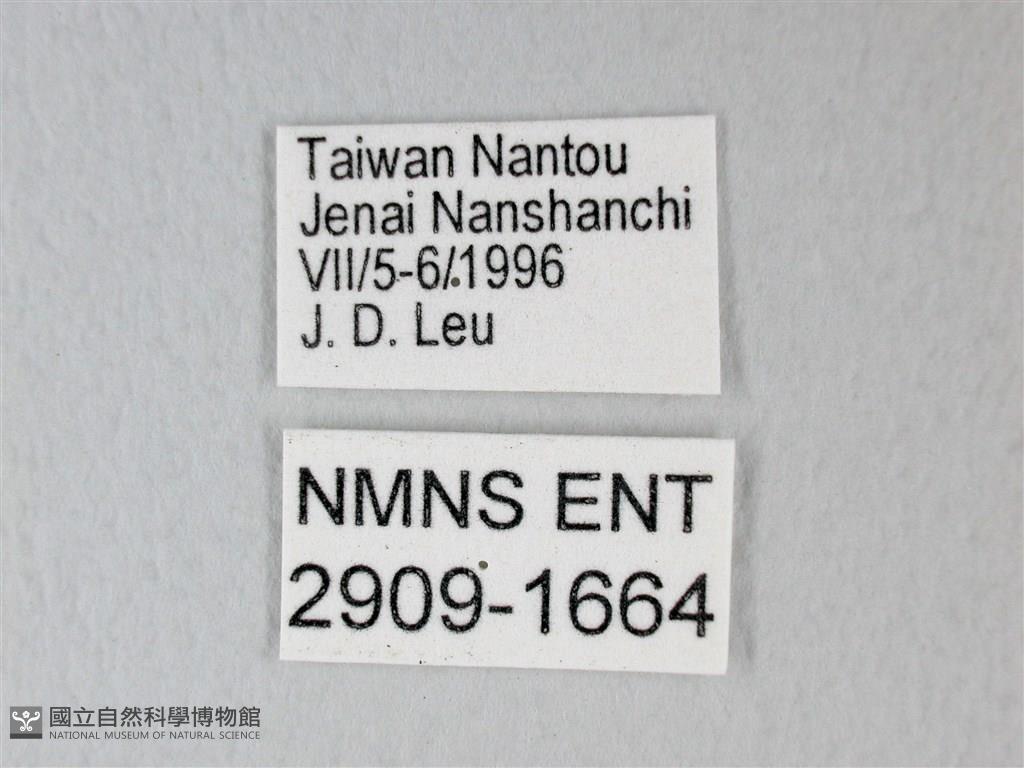 Taiwan Nantou
Jenai Nanshanchi
VII/5-6/1996
J. D. Leu
NMNS ENT
2909-1664
國立自然科學博物館
NATIONAL MUSEUM OF NATURAL SCIENCE